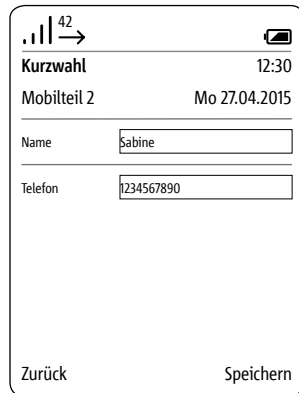 42
Kurzwahl 12:30
Mobilteil 2 Mo 27.04.2015
Name Sabine
Telefon 1234567890
Zurück Speichern